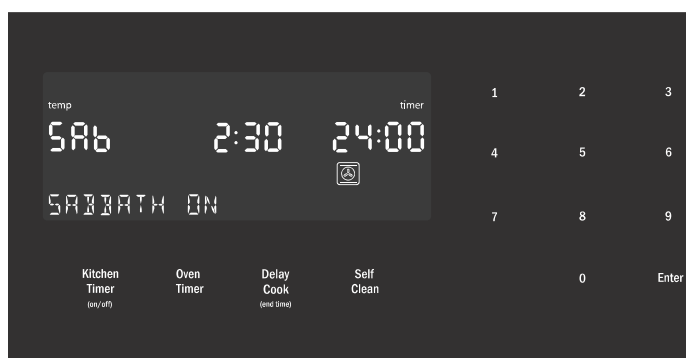 temp timer
SAb 2:30 24:00
SABBATH ON
1 2 3
4 5 6
7 8 9
0 Enter
Kitchen Timer (on/off)
Oven Timer
Delay Cook (end time)
Self Clean